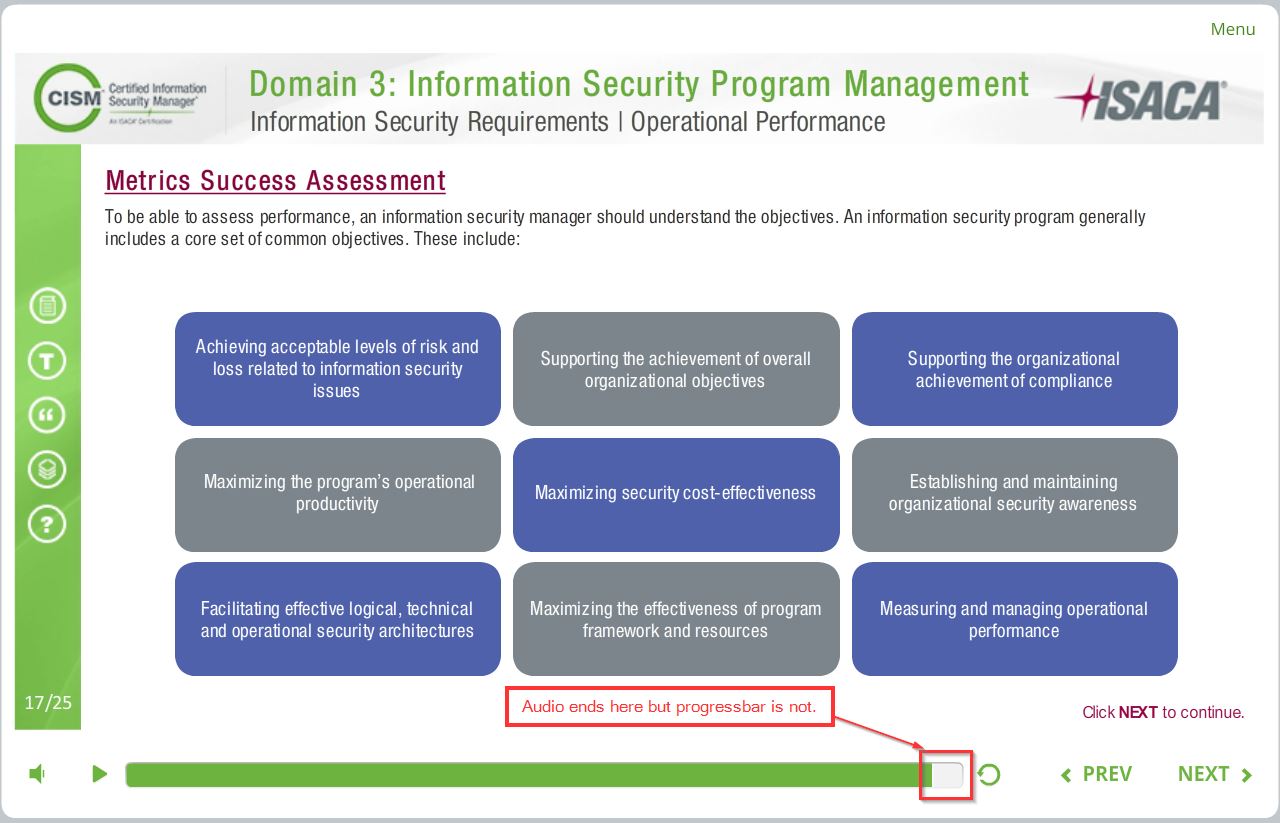 Menu
CISM
Certified Information
Security Manager®
An ISACA® Certification
Domain 3: Information Security Program Management
Information Security Requirements | Operational Performance
ISACA®
Metrics Success Assessment
To be able to assess performance, an information security manager should understand the objectives. An information security program generally
includes a core set of common objectives. These include:
Achieving acceptable levels of risk and
loss related to information security
issues
Supporting the achievement of overall
organizational objectives
Supporting the organizational
achievement of compliance
Maximizing the program’s operational
productivity
Maximizing security cost-effectiveness
Establishing and maintaining
organizational security awareness
Facilitating effective logical, technical
and operational security architectures
Maximizing the effectiveness of program
framework and resources
Measuring and managing operational
performance
T
“
?
17/25
Audio ends here but progressbar is not.
Click NEXT to continue.
PREV
NEXT